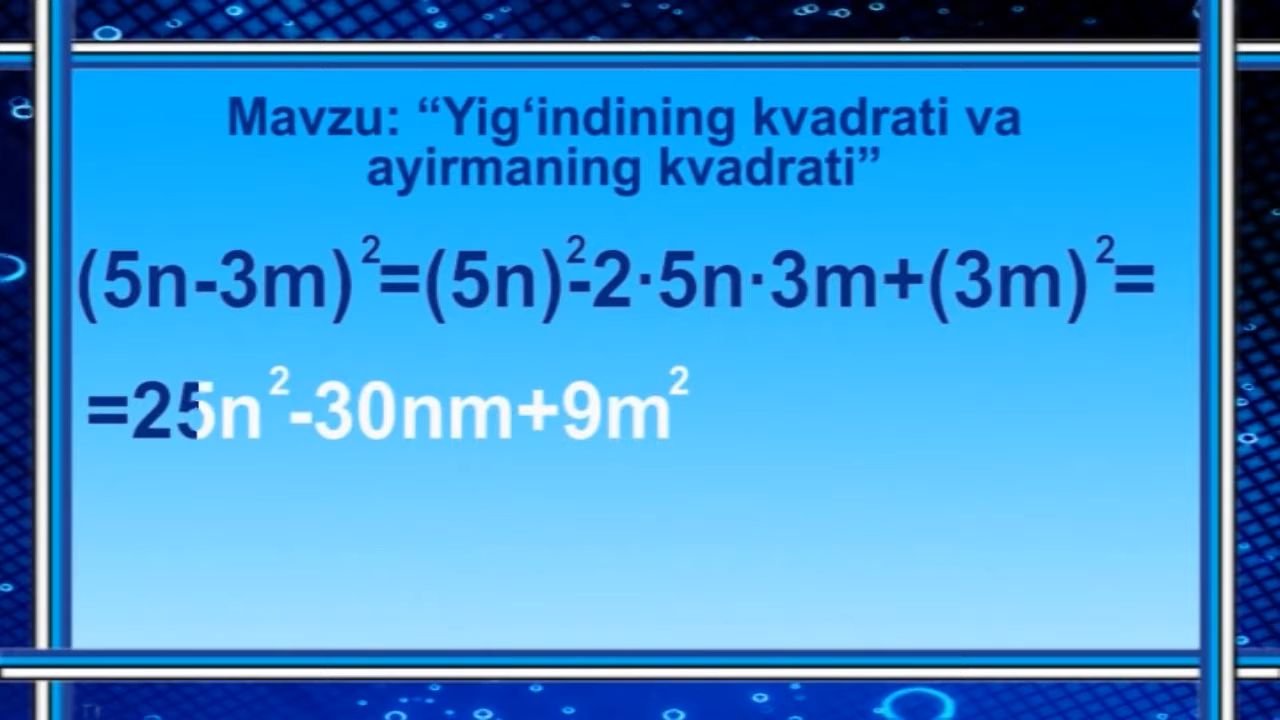 Mavzu: “Yig‘indining kvadrati va
ayirmaning kvadrati”
(5n-3m)²=(5n)²-2·5n·3m+(3m)²=
=25n²-30nm+9m²